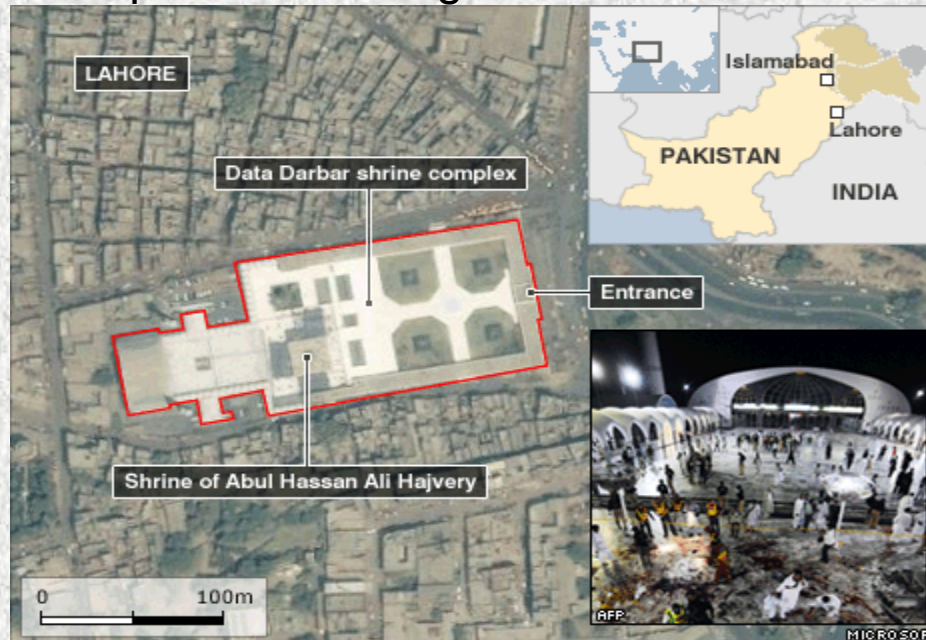 LAHORE
Islamabad
Lahore
PAKISTAN
INDIA
Data Darbar shrine complex
Entrance
Shrine of Abul Hassan Ali Hajvery
0 100m
AFP